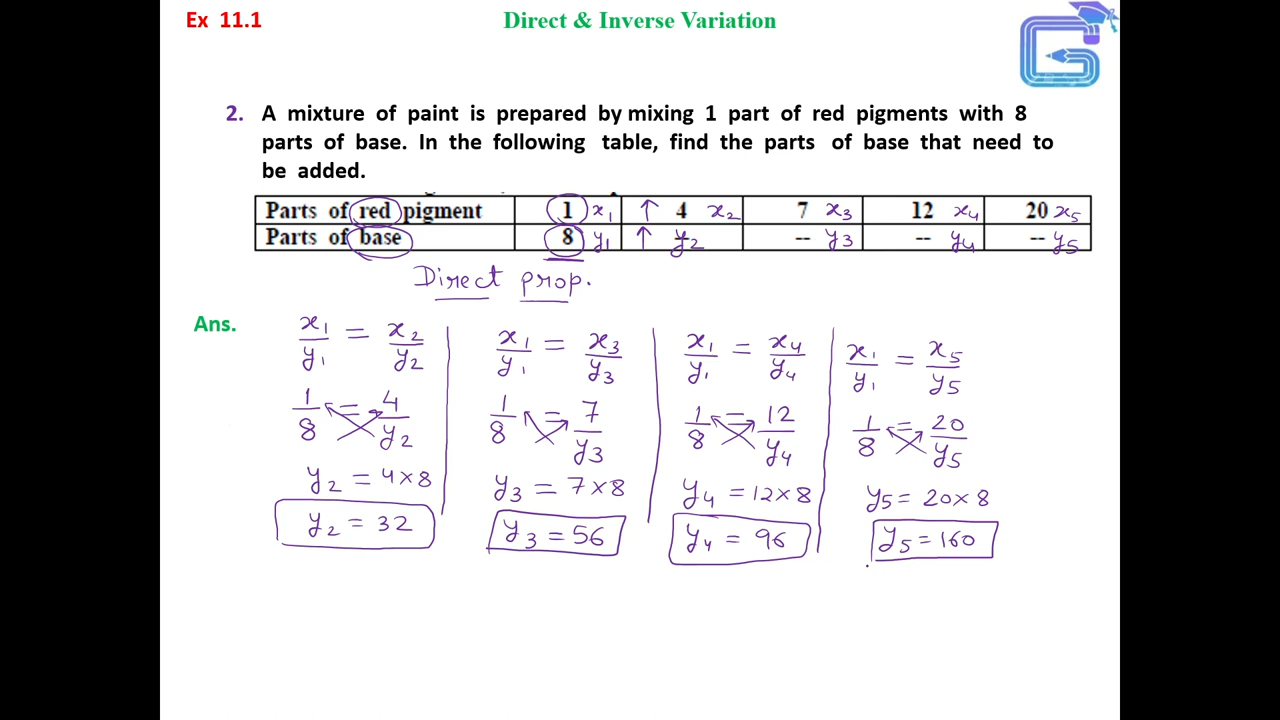 Ex 11.1 Direct & Inverse Variation
2. A mixture of paint is prepared by mixing 1 part of red pigments with 8
parts of base. In the following table, find the parts of base that need to
be added.
Parts of red pigment 1 x₁ ↑ 4 x₂ 7 x₃ 12 x₄ 20 x₅
Parts of base 8 y₁ ↑ y₂ -- y₃ -- y₄ -- y₅
Direct prop.
Ans.
x₁/y₁ = x₂/y₂ x₁/y₁ = x₃/y₃ x₁/y₁ = x₄/y₄ x₁/y₁ = x₅/y₅
1/8 = 4/y₂ 1/8 = 7/y₃ 1/8 = 12/y₄ 1/8 = 20/y₅
y₂ = 4×8 y₃ = 7×8 y₄ = 12×8 y₅ = 20×8
y₂ = 32 y₃ = 56 y₄ = 96 y₅ = 160